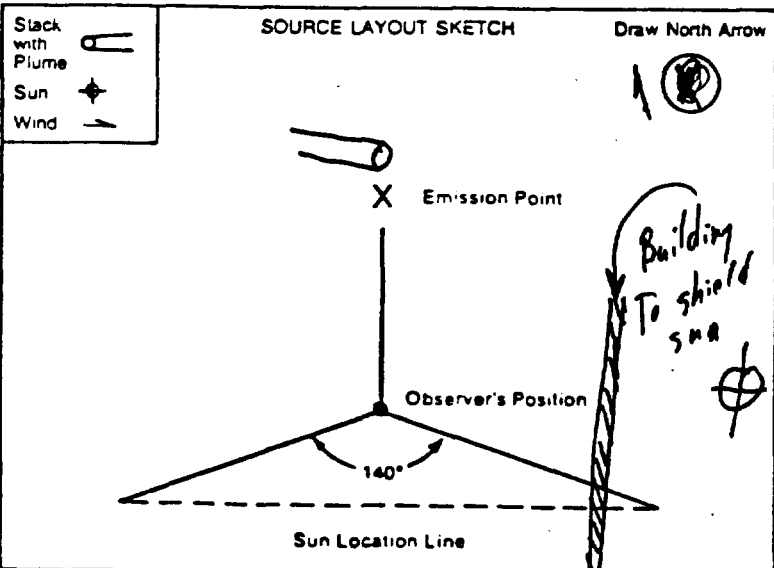 Stack
with
Plume
Sun
Wind
SOURCE LAYOUT SKETCH
Draw North Arrow
X Emission Point
Building
To shield
sun
Observer's Position
140°
Sun Location Line